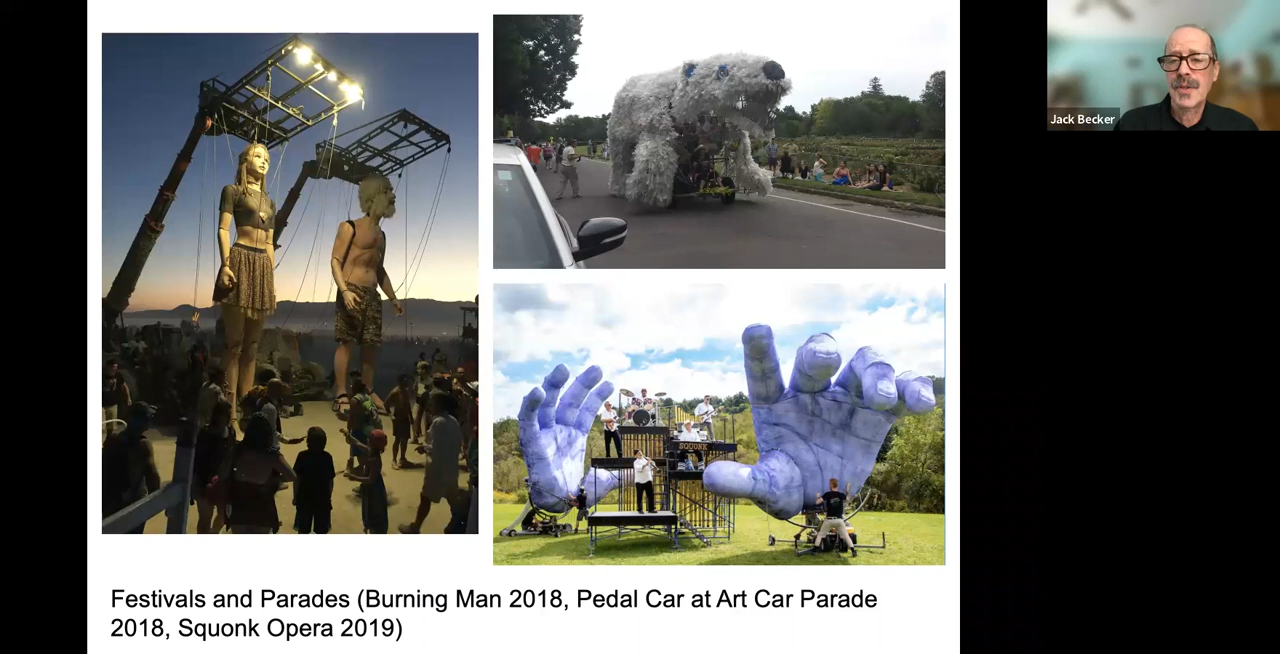 Jack Becker
SQUONK
Festivals and Parades (Burning Man 2018, Pedal Car at Art Car Parade
2018, Squonk Opera 2019)